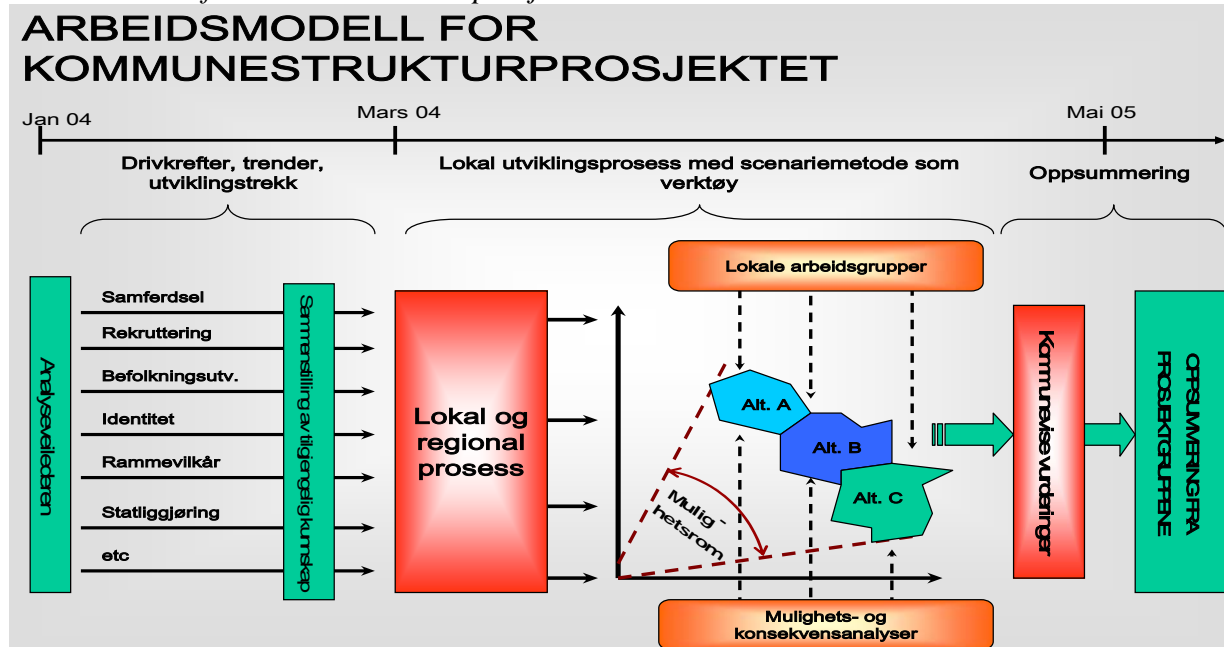 ARBEIDSMODELL FOR
KOMMUNESTRUKTURPROSJEKTET
Jan 04
Mars 04
Mai 05
Drivkrefter, trender,
utviklingstrekk
Lokal utviklingsprosess med scenariemetode som
verktøy
Oppsummering
Analyseveilederen
Samferdsel
Rekruttering
Befolkningsutv.
Identitet
Rammevilkår
Statliggjøring
etc
Sammenstilling av tilgjengelig kunnskap
Lokal og
regional
prosess
Lokale arbeidsgrupper
Alt. A
Alt. B
Alt. C
Mulig -
hetsrom
Mulighets- og
konsekvensanalyser
Kommunevise vurderinger
OPPSUMMERING FRA
PROSJEKTGRUPPENE